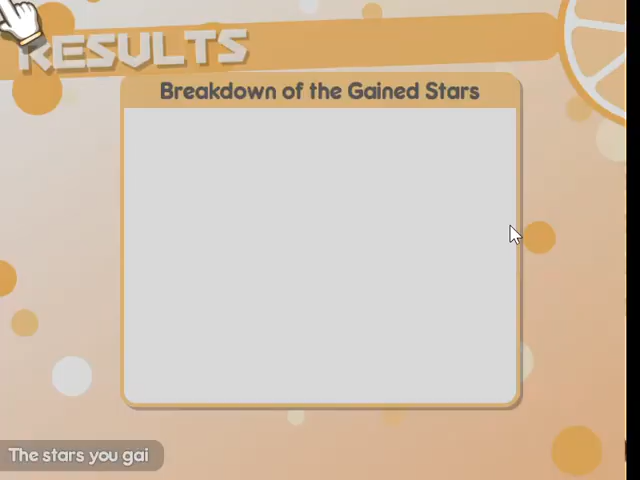 RESULTS
Breakdown of the Gained Stars
The stars you gai